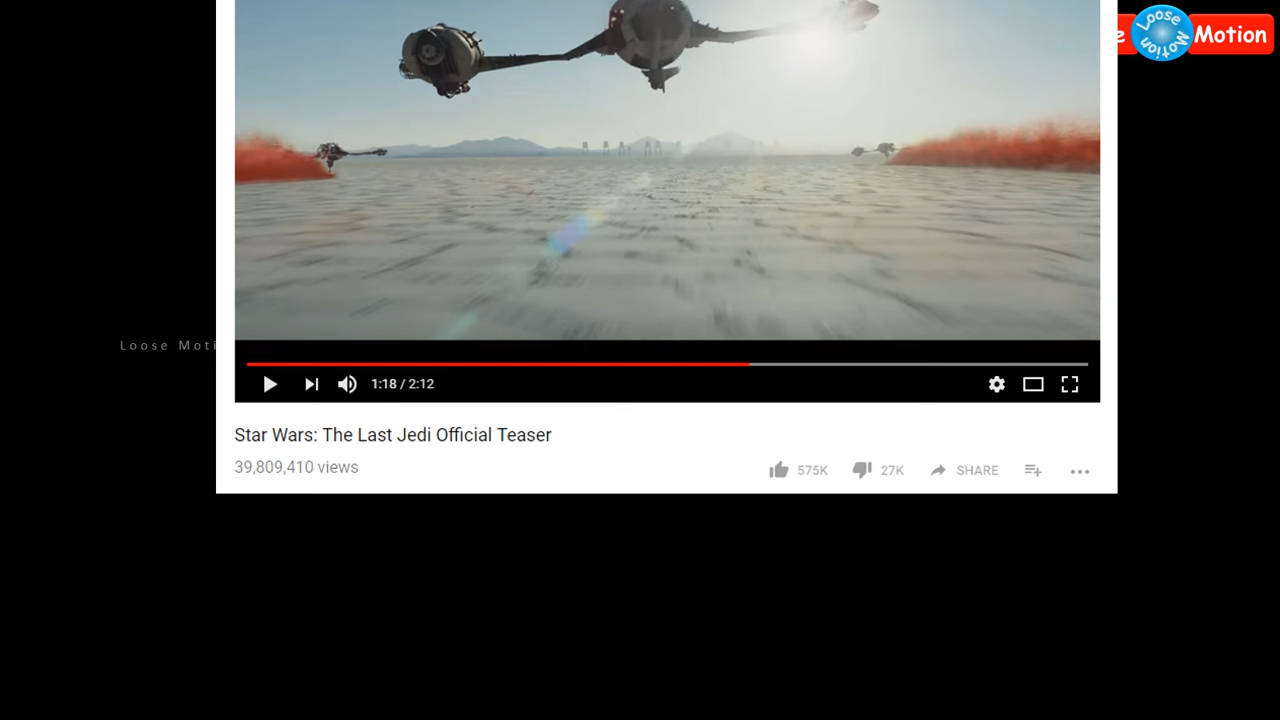 e
Loose
Motion
Motion
Loose Moti
1:18 / 2:12
Star Wars: The Last Jedi Official Teaser
39,809,410 views
575K
27K
SHARE